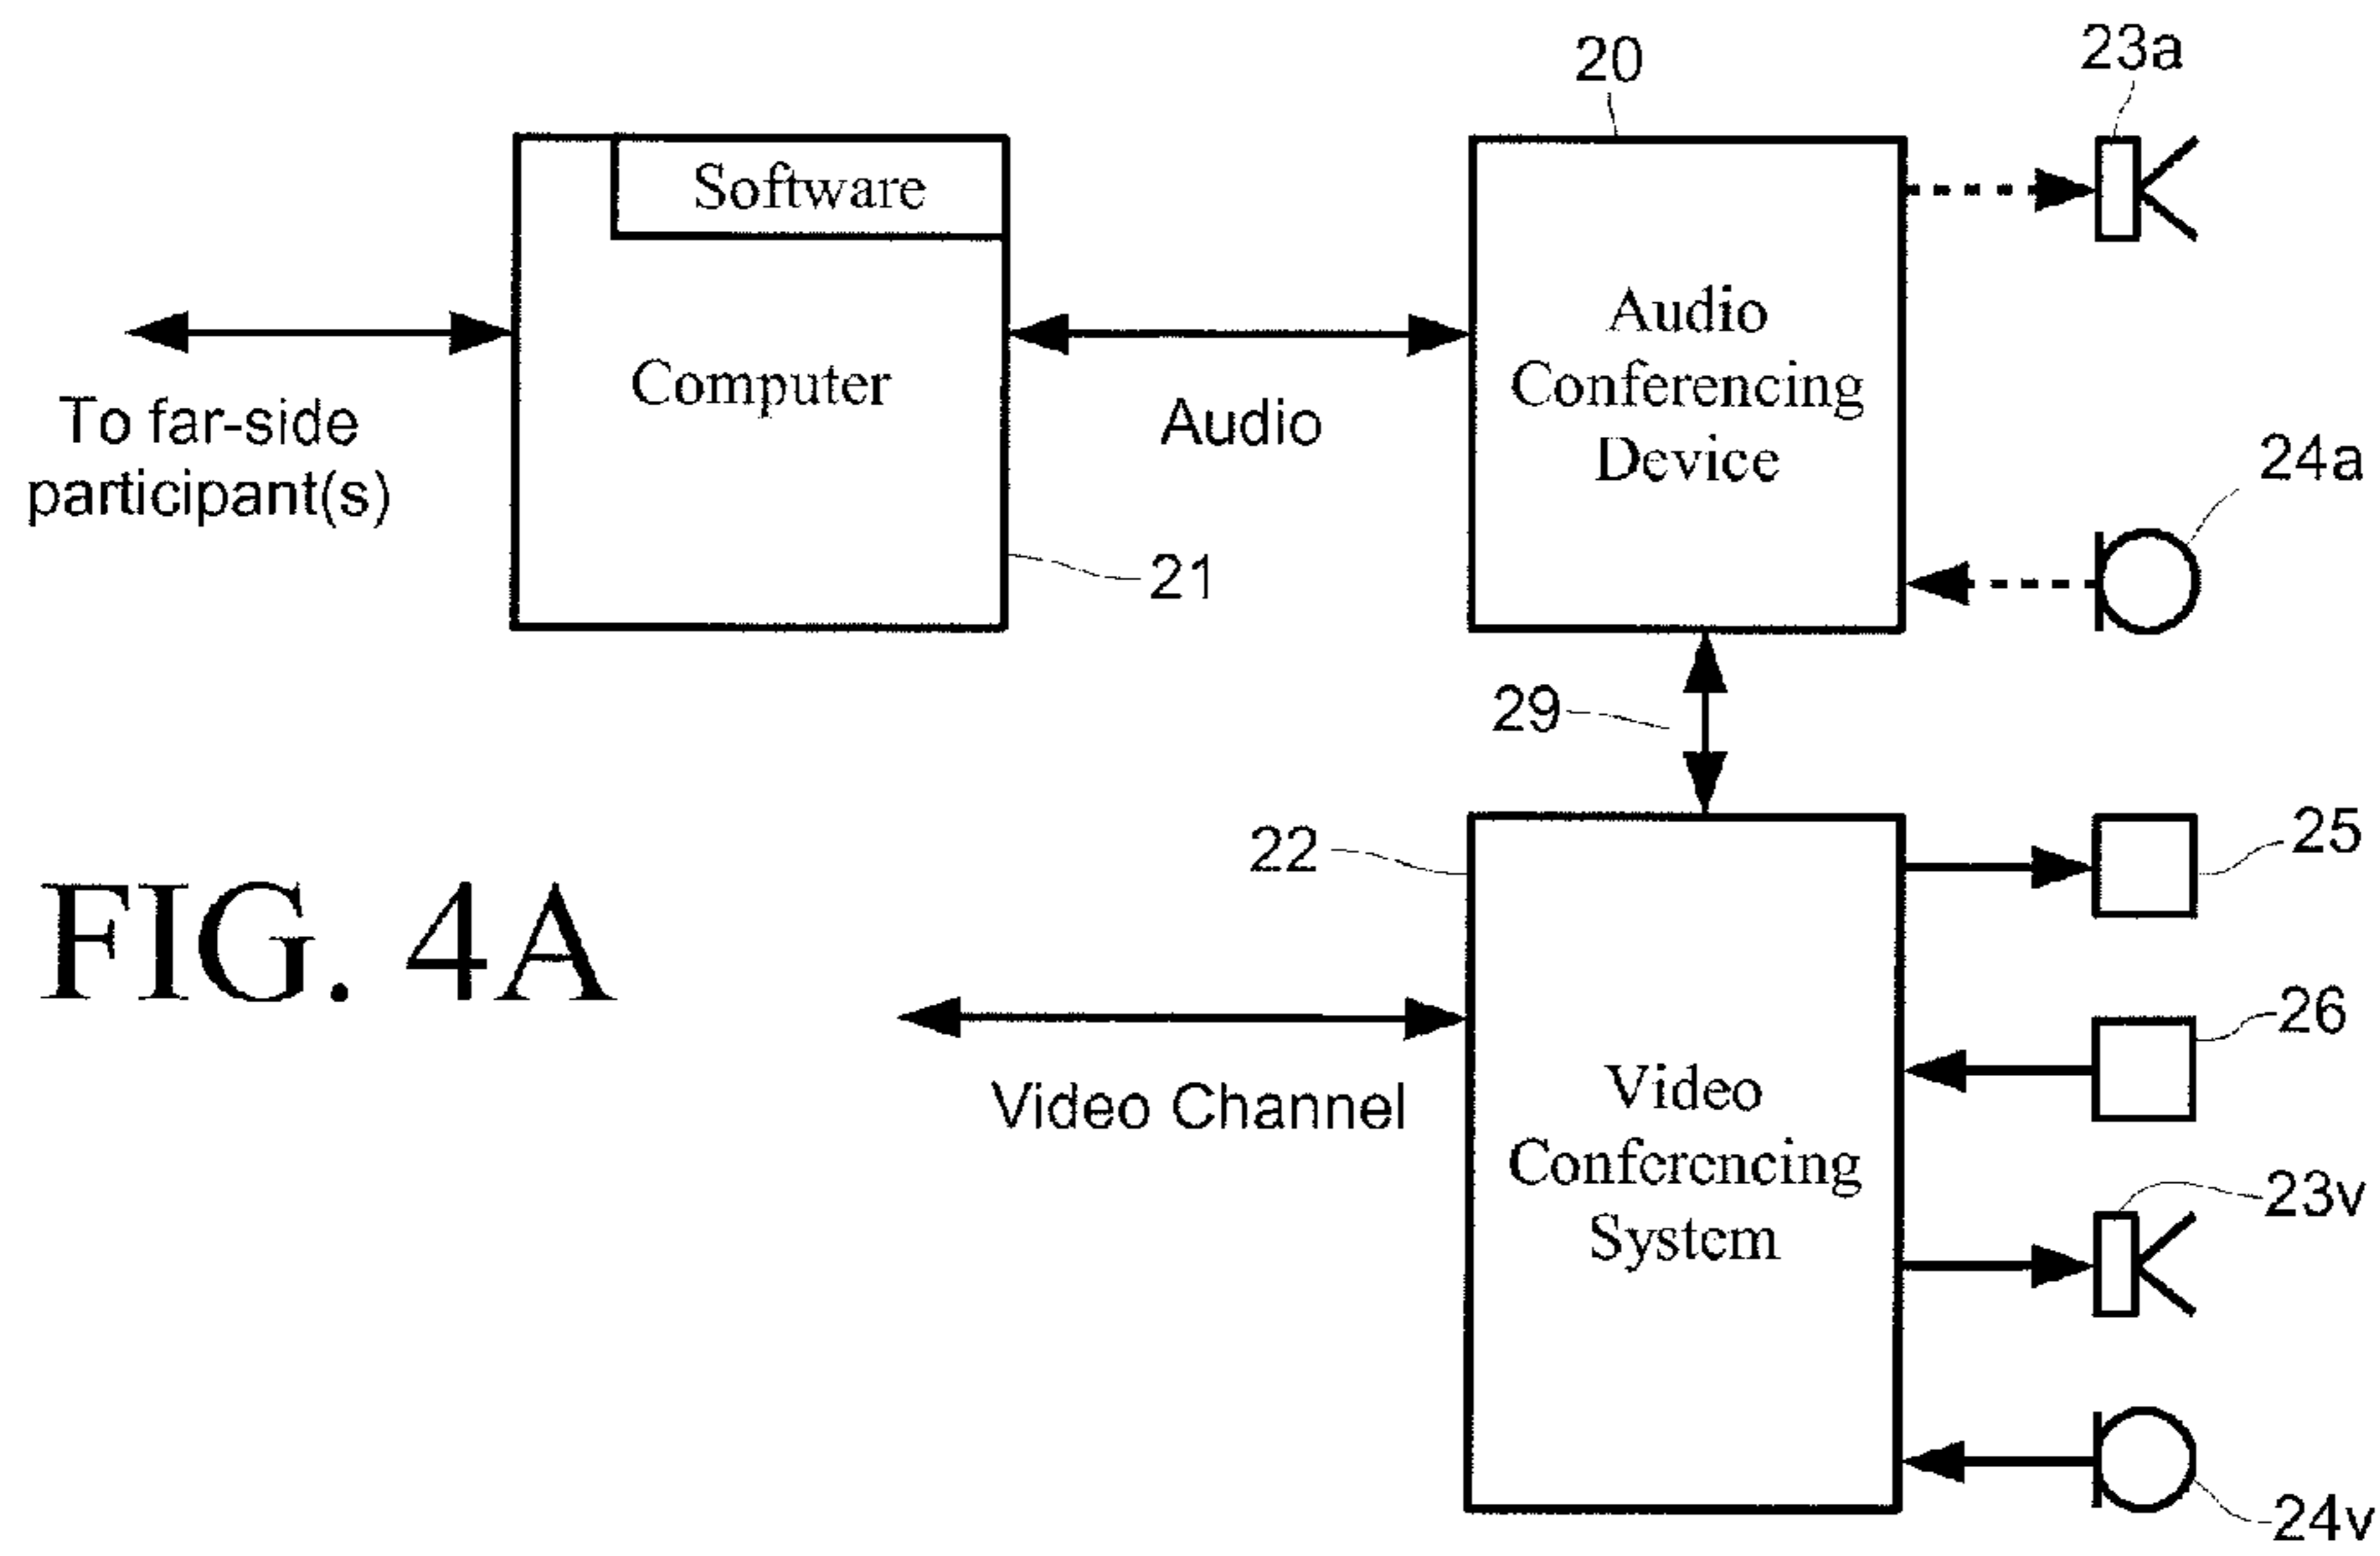 20
23a
Software
Audio
Conferencing
Device
Computer
To far-side
participant(s)
Audio
24a
21
29
22
25
FIG. 4A
26
Video Channel
Video
Conferencing
System
23v
24v